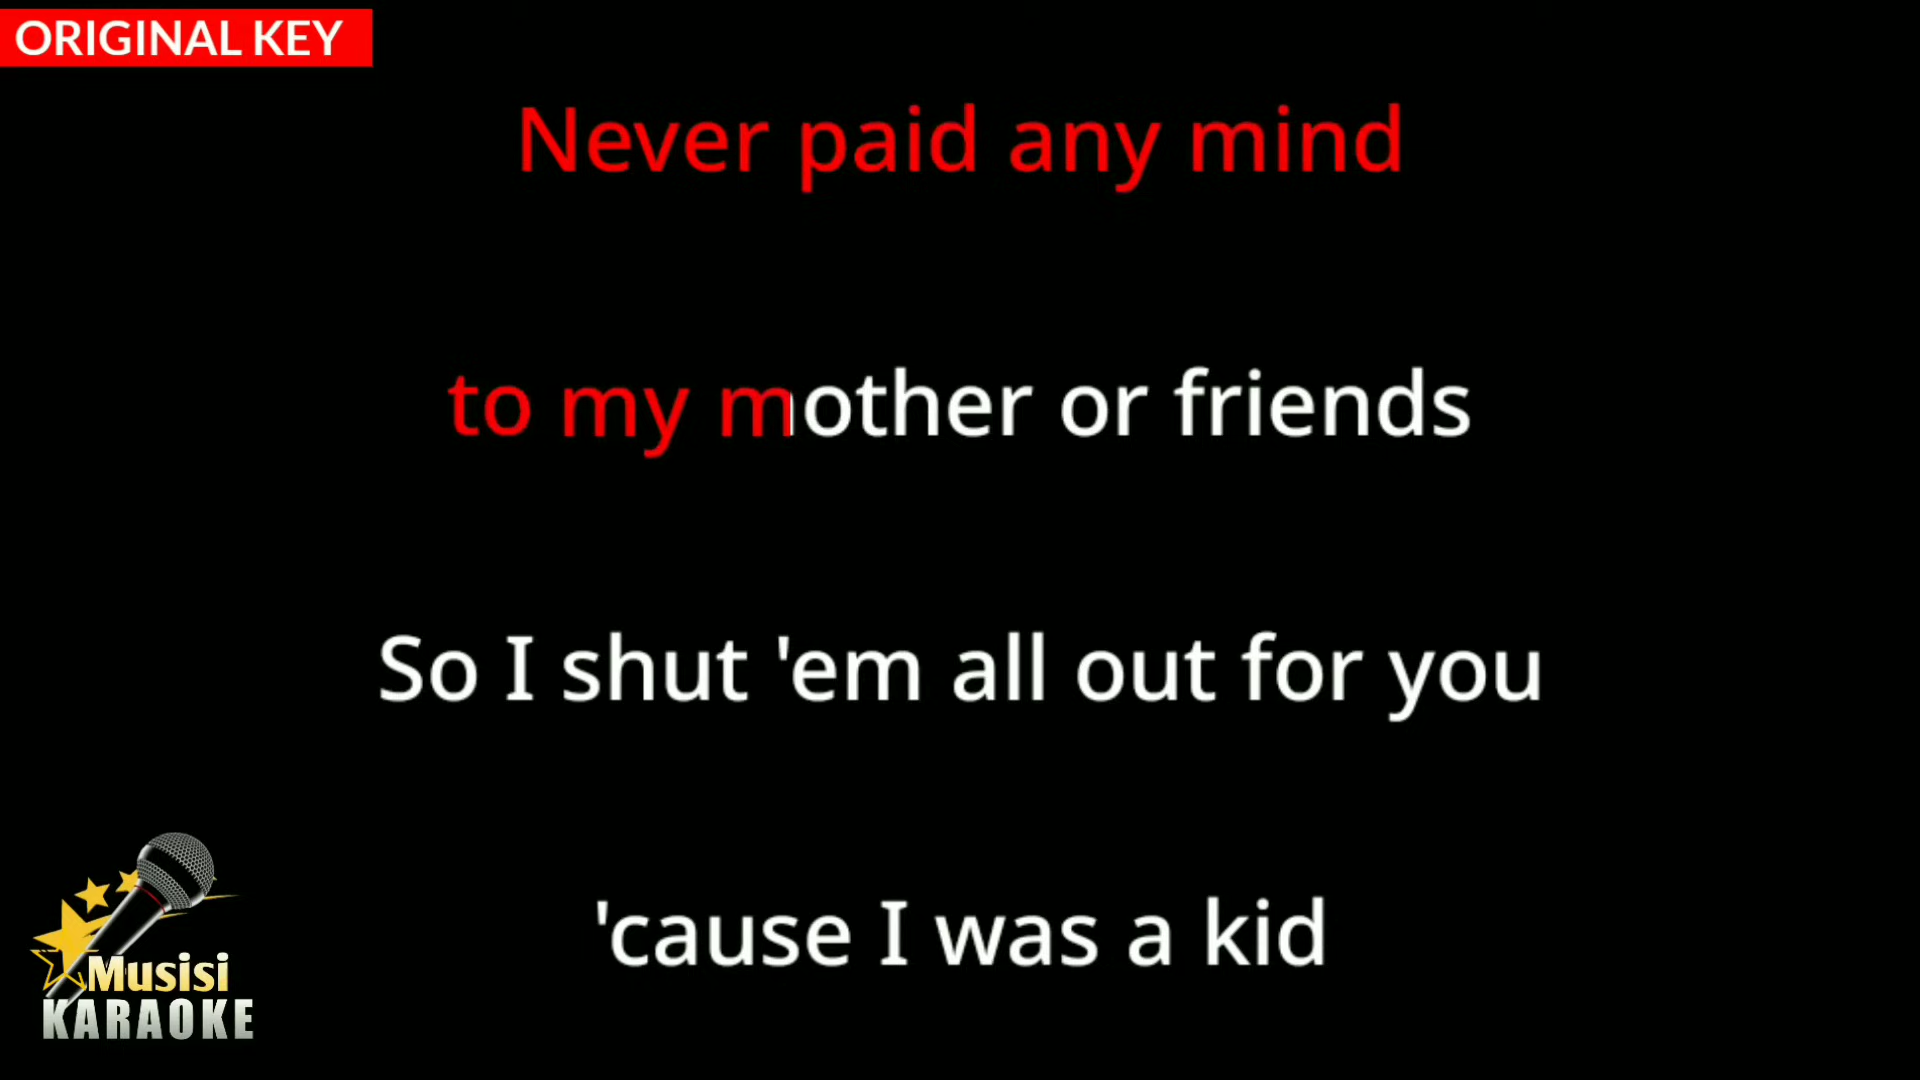 ORIGINAL KEY
Never paid any mind
to my mother or friends
So I shut 'em all out for you
'cause I was a kid
Musisi
KARAOKE